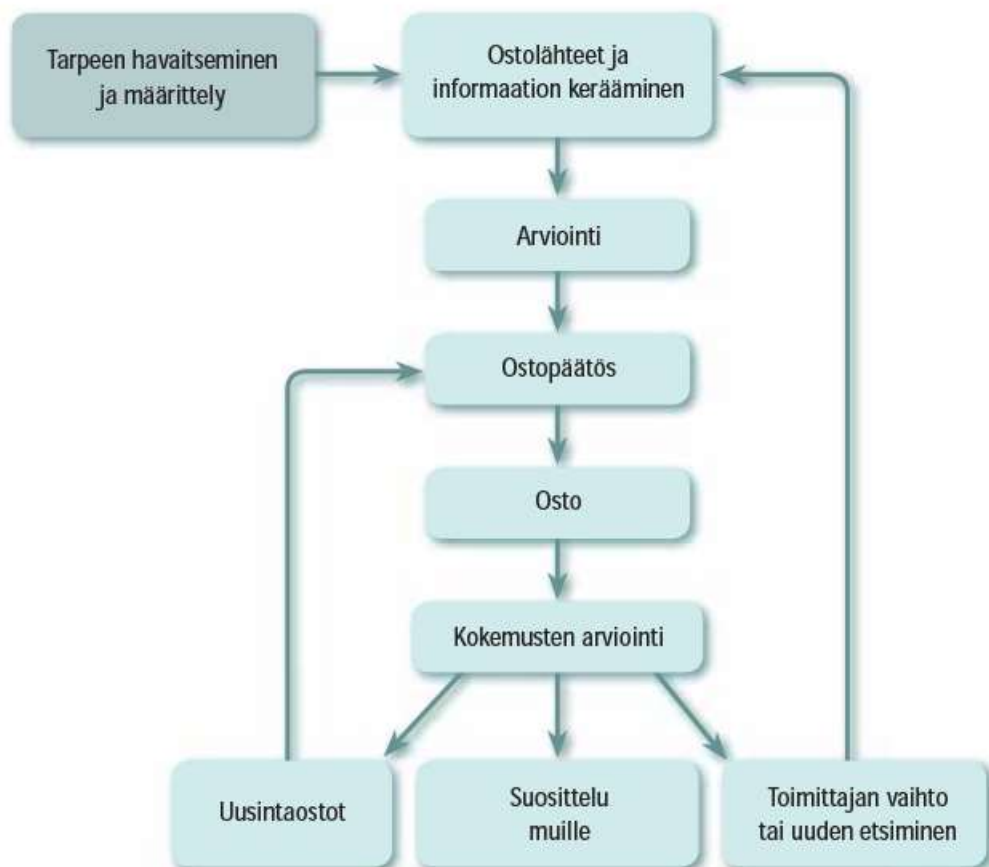 Tarpeen havaitseminen
ja määrittely
Ostolähteet ja
informaation kerääminen
Arviointi
Ostopäätös
Osto
Kokemusten arviointi
Uusintaostot
Suosittelu
muille
Toimittajan vaihto
tai uuden etsiminen